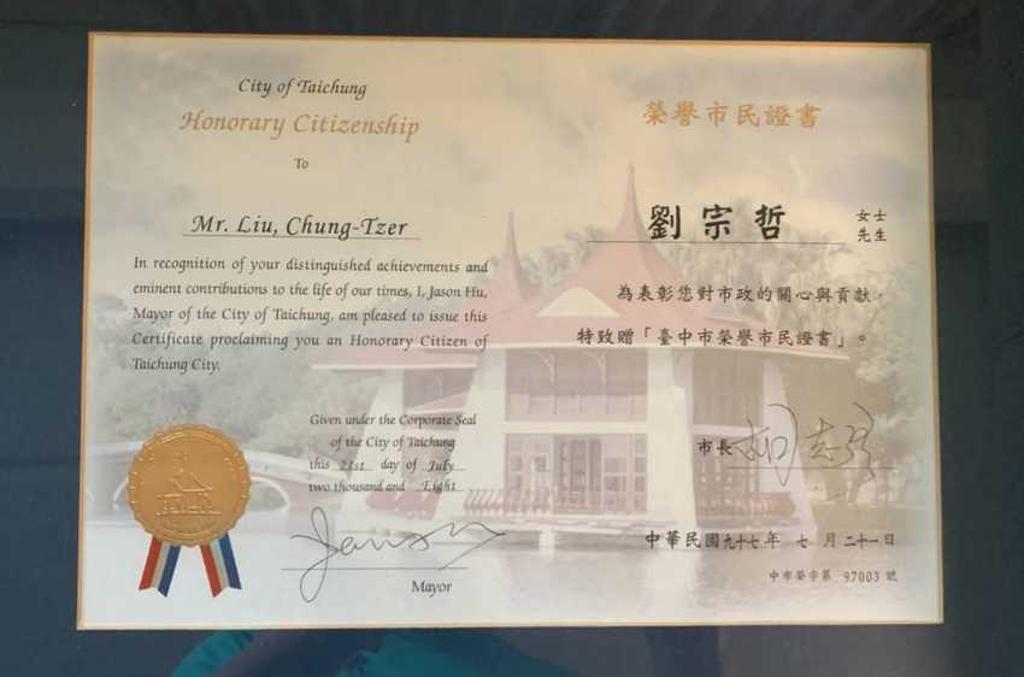 City of Taichung
Honorary Citizenship
To
Mr. Liu, Chung-Tzer
In recognition of your distinguished achievements and
eminent contributions to the life of our times, I, Jason Hu,
Mayor of the City of Taichung, am pleased to issue this
Certificate proclaiming you an Honorary Citizen of
Taichung City.
Given under the Corporate Seal
of the City of Taichung
this 21st day of July
two thousand and Eight
Jason
Mayor
榮譽市民證書
劉宗哲 女士
先生
為表彰您對市政的關心與貢獻,
特致贈「臺中市榮譽市民證書」。
市長 胡志強
中華民國九十七年 七 月 二十一日
中市榮字第 97003 號